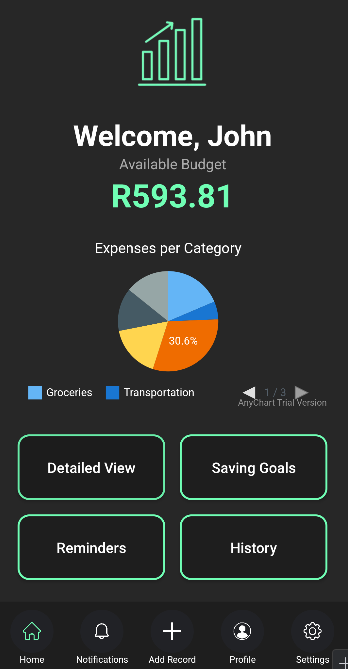 Welcome, John
Available Budget
R593.81
Expenses per Category
30.6%
Groceries Transportation 1 / 3
AnyChart Trial Version
Detailed View Saving Goals
Reminders History
Home Notifications Add Record Profile Settings